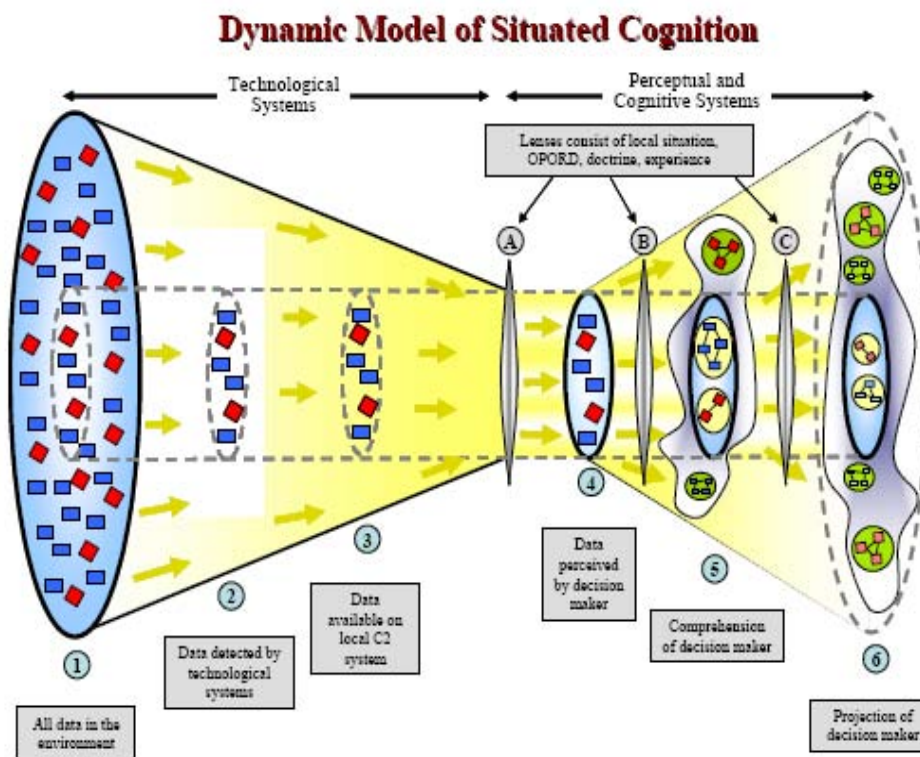 Dynamic Model of Situated Cognition
Technological
Systems
Perceptual and
Cognitive Systems
Lenses consist of local situation,
OPORD, doctrine, experience
A
B
C
1
All data in the
environment
2
Data detected by
technological
systems
3
Data
available on
local C2
system
4
Data
perceived
by decision
maker
5
Comprehension
of decision maker
6
Projection of
decision maker